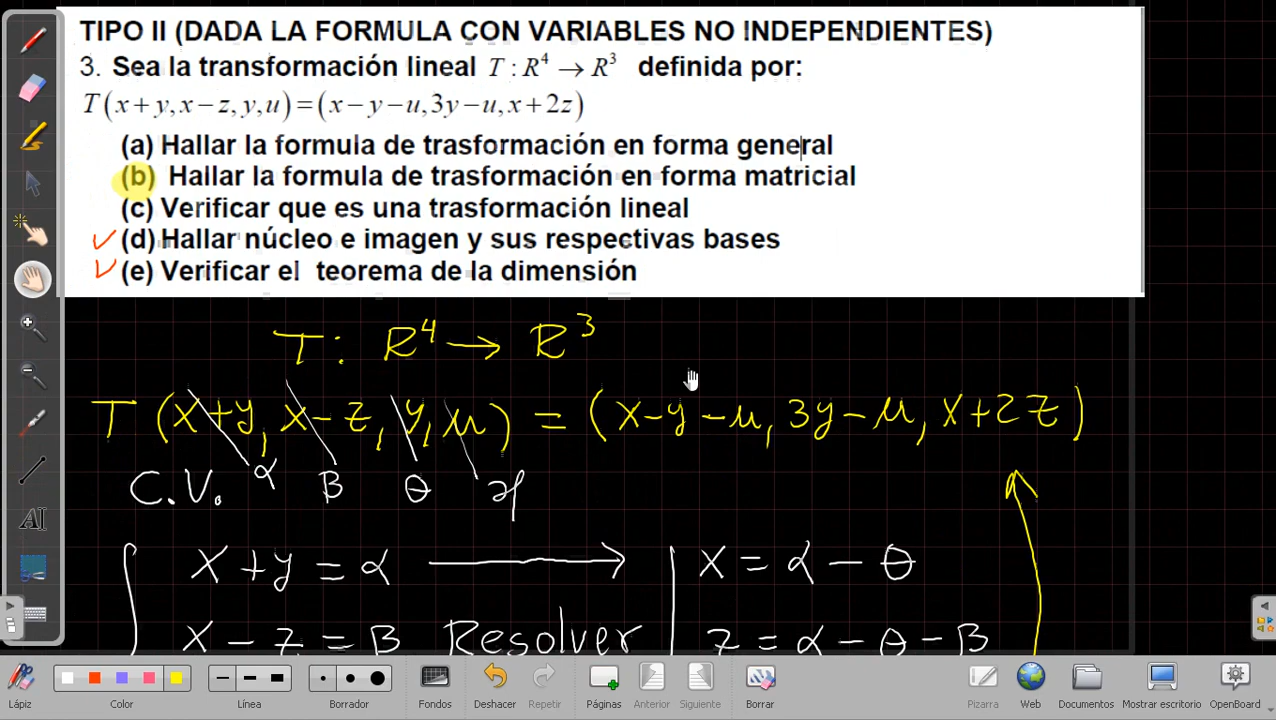 TIPO II (DADA LA FORMULA CON VARIABLES NO INDEPENDIENTES)
3. Sea la transformación lineal T : R⁴ → R³ definida por:
T(x+y, x−z, y, u) = (x−y−u, 3y−u, x+2z)
(a) Hallar la formula de trasformación en forma general
(b) Hallar la formula de trasformación en forma matricial
(c) Verificar que es una trasformación lineal
(d) Hallar núcleo e imagen y sus respectivas bases
(e) Verificar el teorema de la dimensión
T: R⁴ → R³
T (x+y, x−z, y, u) = (x−y−u, 3y−u, x+2z)
C.V. α β θ
x+y = α → x = α − θ
x − z = β Resolver z = α − θ − β
Lápiz Color Línea Borrador Fondos Deshacer Repetir Páginas Anterior Siguiente Borrar Pizarra Web Documentos Mostrar escritorio OpenBoard